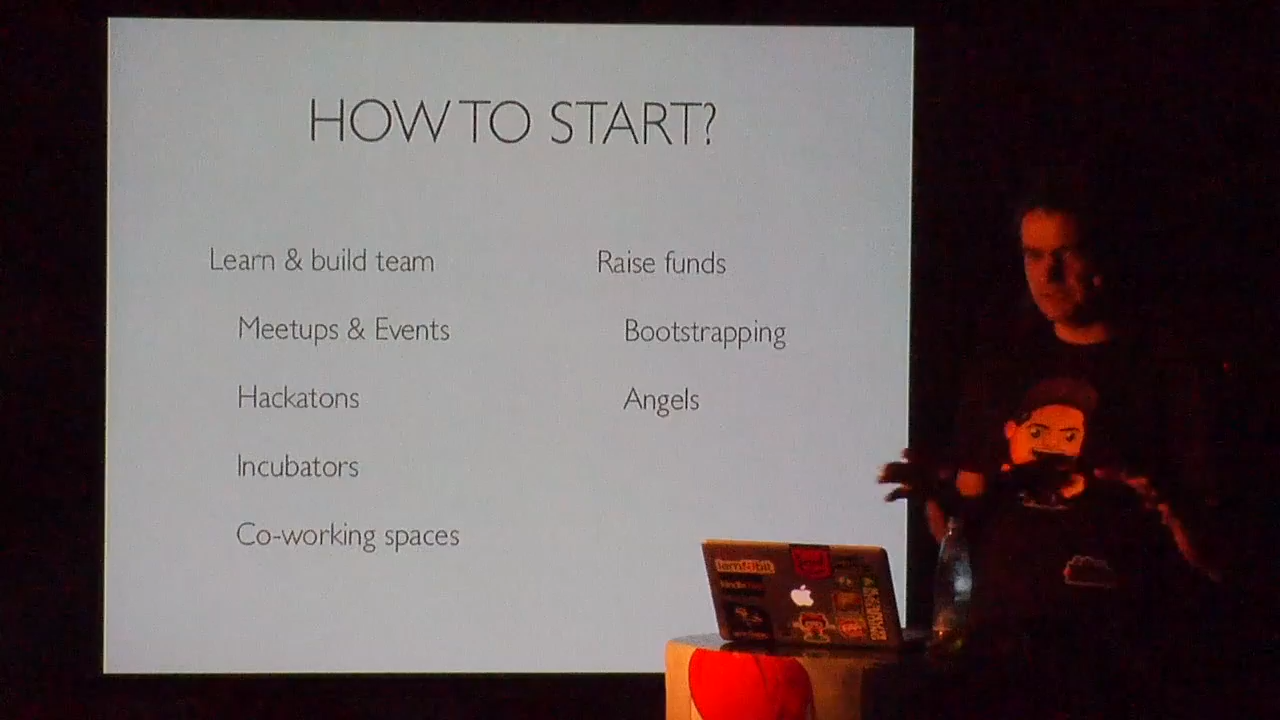 HOW TO START?
Learn & build team
Meetups & Events
Hackatons
Incubators
Co-working spaces
Raise funds
Bootstrapping
Angels